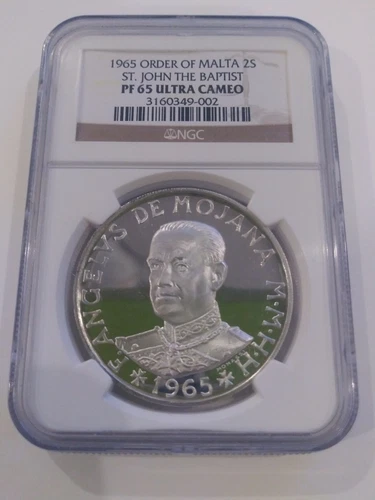 1965 ORDER OF MALTA 2S
ST. JOHN THE BAPTIST
PF 65 ULTRA CAMEO
3160349-002
NGC
F. ANGELVS DE MOJANA M·M·H·H·
1965